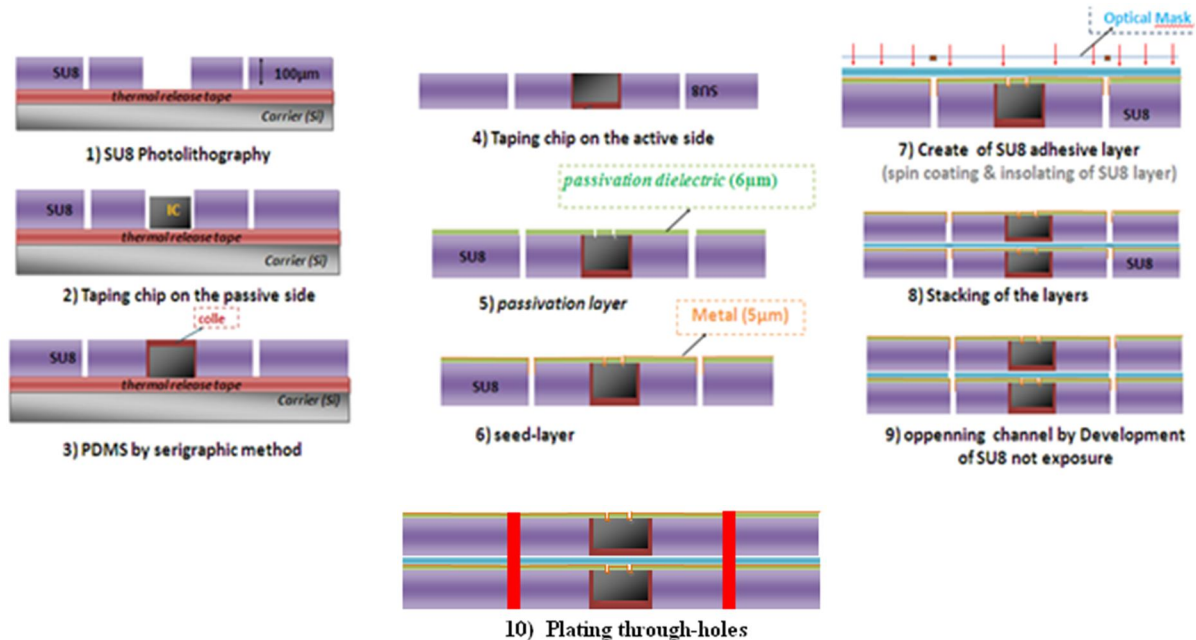 SU8
100µm
thermal release tape
Carrier (Si)
1) SU8 Photolithography
SU8
IC
thermal release tape
Carrier (Si)
2) Taping chip on the passive side
colle
SU8
thermal release tape
Carrier (Si)
3) PDMS by serigraphic method
SU8
4) Taping chip on the active side
passivation dielectric (6µm)
SU8
5) passivation layer
Metal (5µm)
SU8
6) seed-layer
Optical Mask
SU8
7) Create of SU8 adhesive layer
(spin coating & insolating of SU8 layer)
SU8
8) Stacking of the layers
9) oppenning channel by Development
of SU8 not exposure
10) Plating through-holes